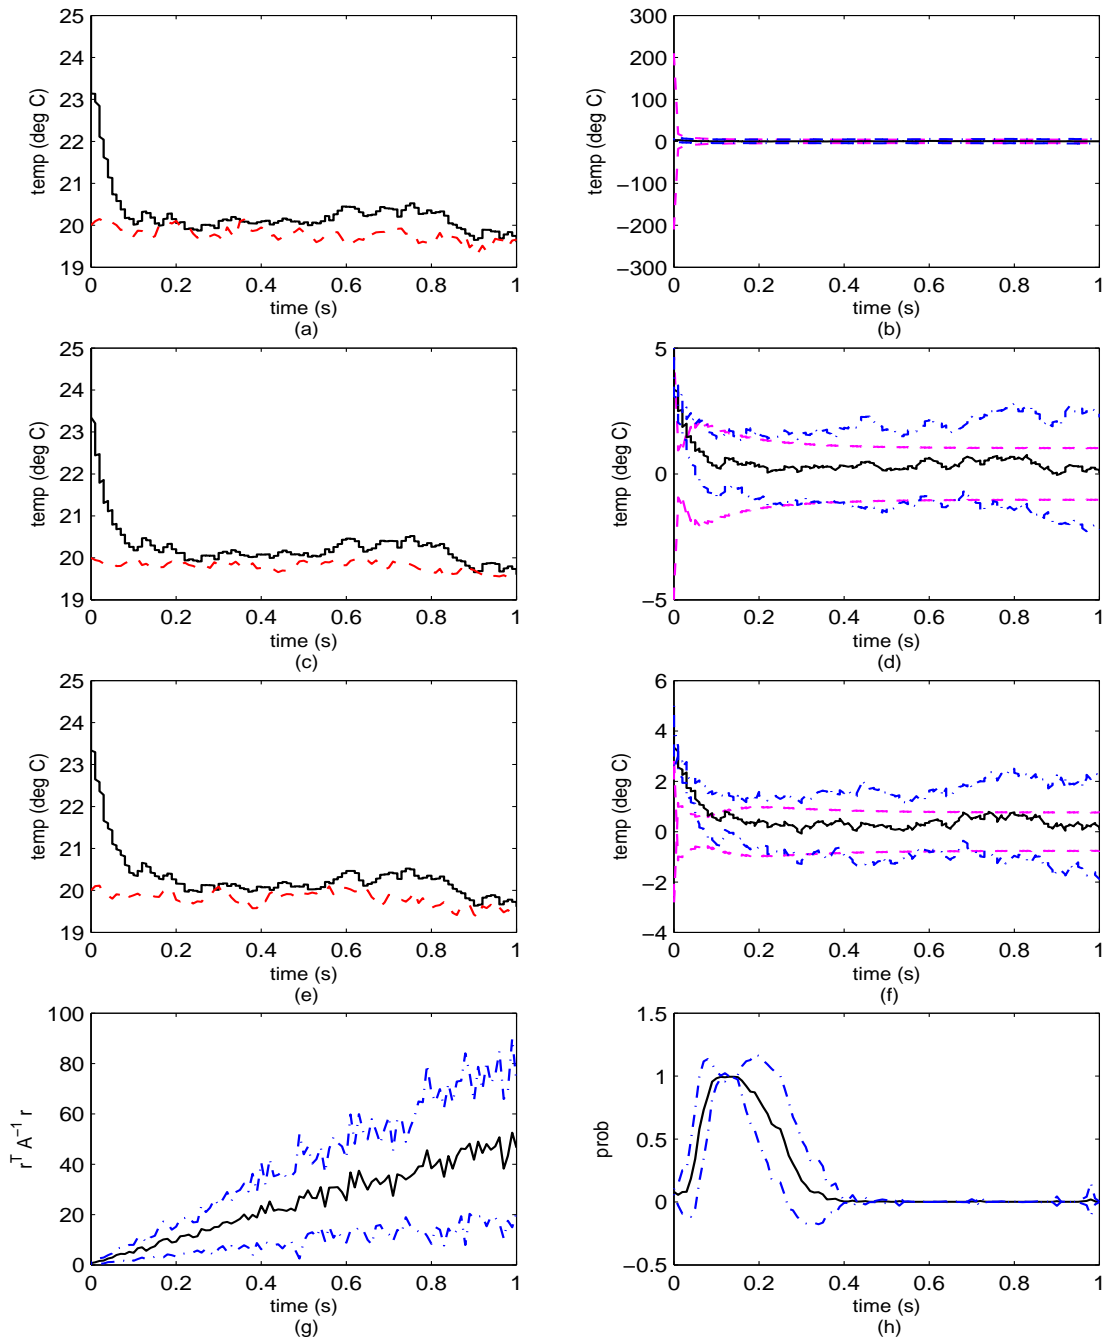 25
24
23
22
21
20
19
temp (deg C)
0 0.2 0.4 0.6 0.8 1
time (s)
(a)
300
200
100
0
−100
−200
−300
temp (deg C)
0 0.2 0.4 0.6 0.8 1
time (s)
(b)
25
24
23
22
21
20
19
temp (deg C)
0 0.2 0.4 0.6 0.8 1
time (s)
(c)
5
0
−5
temp (deg C)
0 0.2 0.4 0.6 0.8 1
time (s)
(d)
25
24
23
22
21
20
19
temp (deg C)
0 0.2 0.4 0.6 0.8 1
time (s)
(e)
6
4
2
0
−2
−4
temp (deg C)
0 0.2 0.4 0.6 0.8 1
time (s)
(f)
100
80
60
40
20
0
r^T A^−1 r
0 0.2 0.4 0.6 0.8 1
time (s)
(g)
1.5
1
0.5
0
−0.5
prob
0 0.2 0.4 0.6 0.8 1
time (s)
(h)